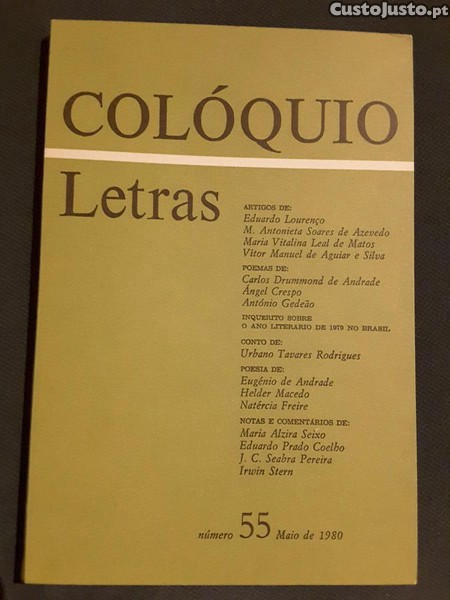 CustoJusto.pt
COLÓQUIO
Letras
ARTIGOS DE:
Eduardo Lourenço
M. Antonieta Soares de Azevedo
Maria Vitalina Leal de Matos
Vítor Manuel de Aguiar e Silva
POEMAS DE:
Carlos Drummond de Andrade
Ángel Crespo
António Gedeão
INQUERITO SOBRE
O ANO LITERARIO DE 1979 NO BRASIL
CONTO DE:
Urbano Tavares Rodrigues
POESIA DE:
Eugénio de Andrade
Helder Macedo
Natércia Freire
NOTAS E COMENTÁRIOS DE:
Maria Alzira Seixo
Eduardo Prado Coelho
J. C. Seabra Pereira
Irwin Stern
número 55 Maio de 1980